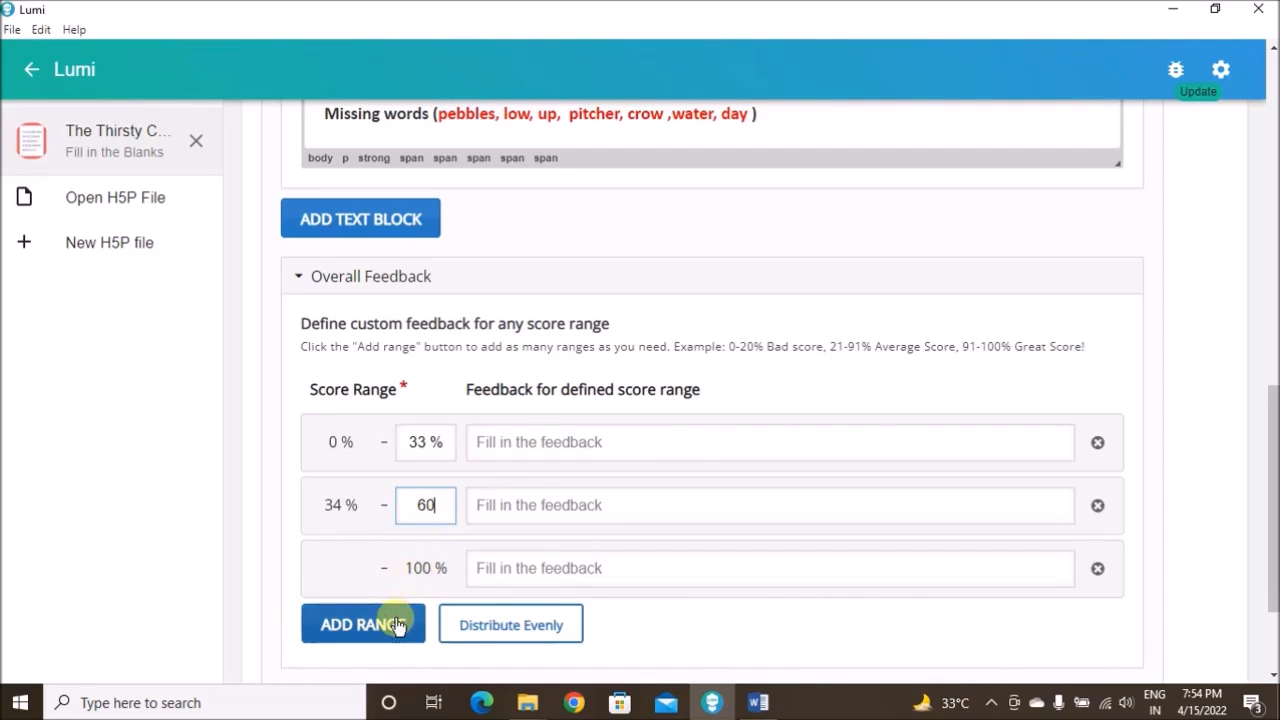 Lumi
File Edit Help
Lumi
Update
The Thirsty C...
Fill in the Blanks
Open H5P File
New H5P file
Missing words (pebbles, low, up, pitcher, crow ,water, day )
body p strong span span span span span
ADD TEXT BLOCK
Overall Feedback
Define custom feedback for any score range
Click the "Add range" button to add as many ranges as you need. Example: 0-20% Bad score, 21-91% Average Score, 91-100% Great Score!
Score Range * Feedback for defined score range
0 % – 33 % Fill in the feedback
34 % – 60 Fill in the feedback
– 100 % Fill in the feedback
ADD RANGE Distribute Evenly
Type here to search
33°C
ENG
IN
7:54 PM
4/15/2022
3